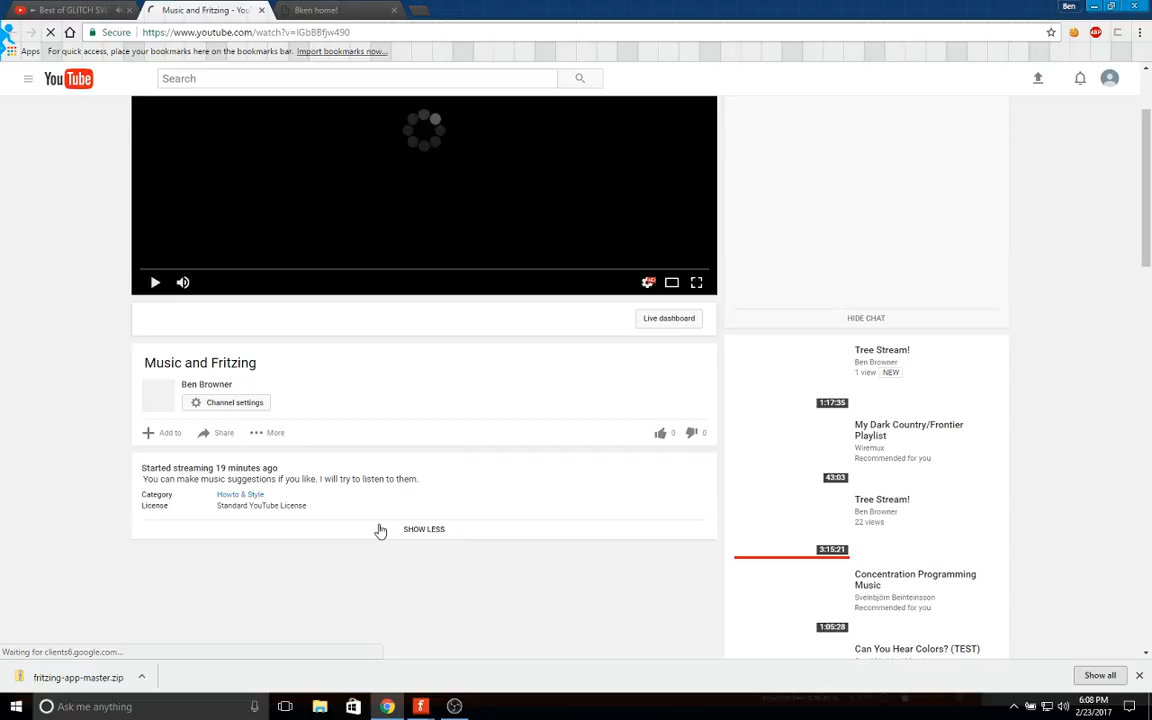 Best of GLITCH SW
Music and Fritzing - You
8ken home!
Ben
Secure
https://www.youtube.com/watch?v=lGbBBfjw490
Apps
For quick access, place your bookmarks here on the bookmarks bar. Import bookmarks now...
YouTube
Search
HIDE CHAT
Live dashboard
Music and Fritzing
Ben Browner
Channel settings
Add to
Share
More
0
0
Started streaming 19 minutes ago
You can make music suggestions if you like. I will try to listen to them.
Category
Howto & Style
License
Standard YouTube License
SHOW LESS
Tree Stream!
Ben Browner
1 view NEW
1:17:35
My Dark Country/Frontier
Playlist
Wiremux
Recommended for you
43:03
Tree Stream!
Ben Browner
22 views
3:15:21
Concentration Programming
Music
Sveinbjörn Beinteinsson
Recommended for you
1:05:28
Can You Hear Colors? (TEST)
Waiting for clients6.google.com...
fritzing-app-master.zip
Show all
Ask me anything
6:08 PM
2/23/2017